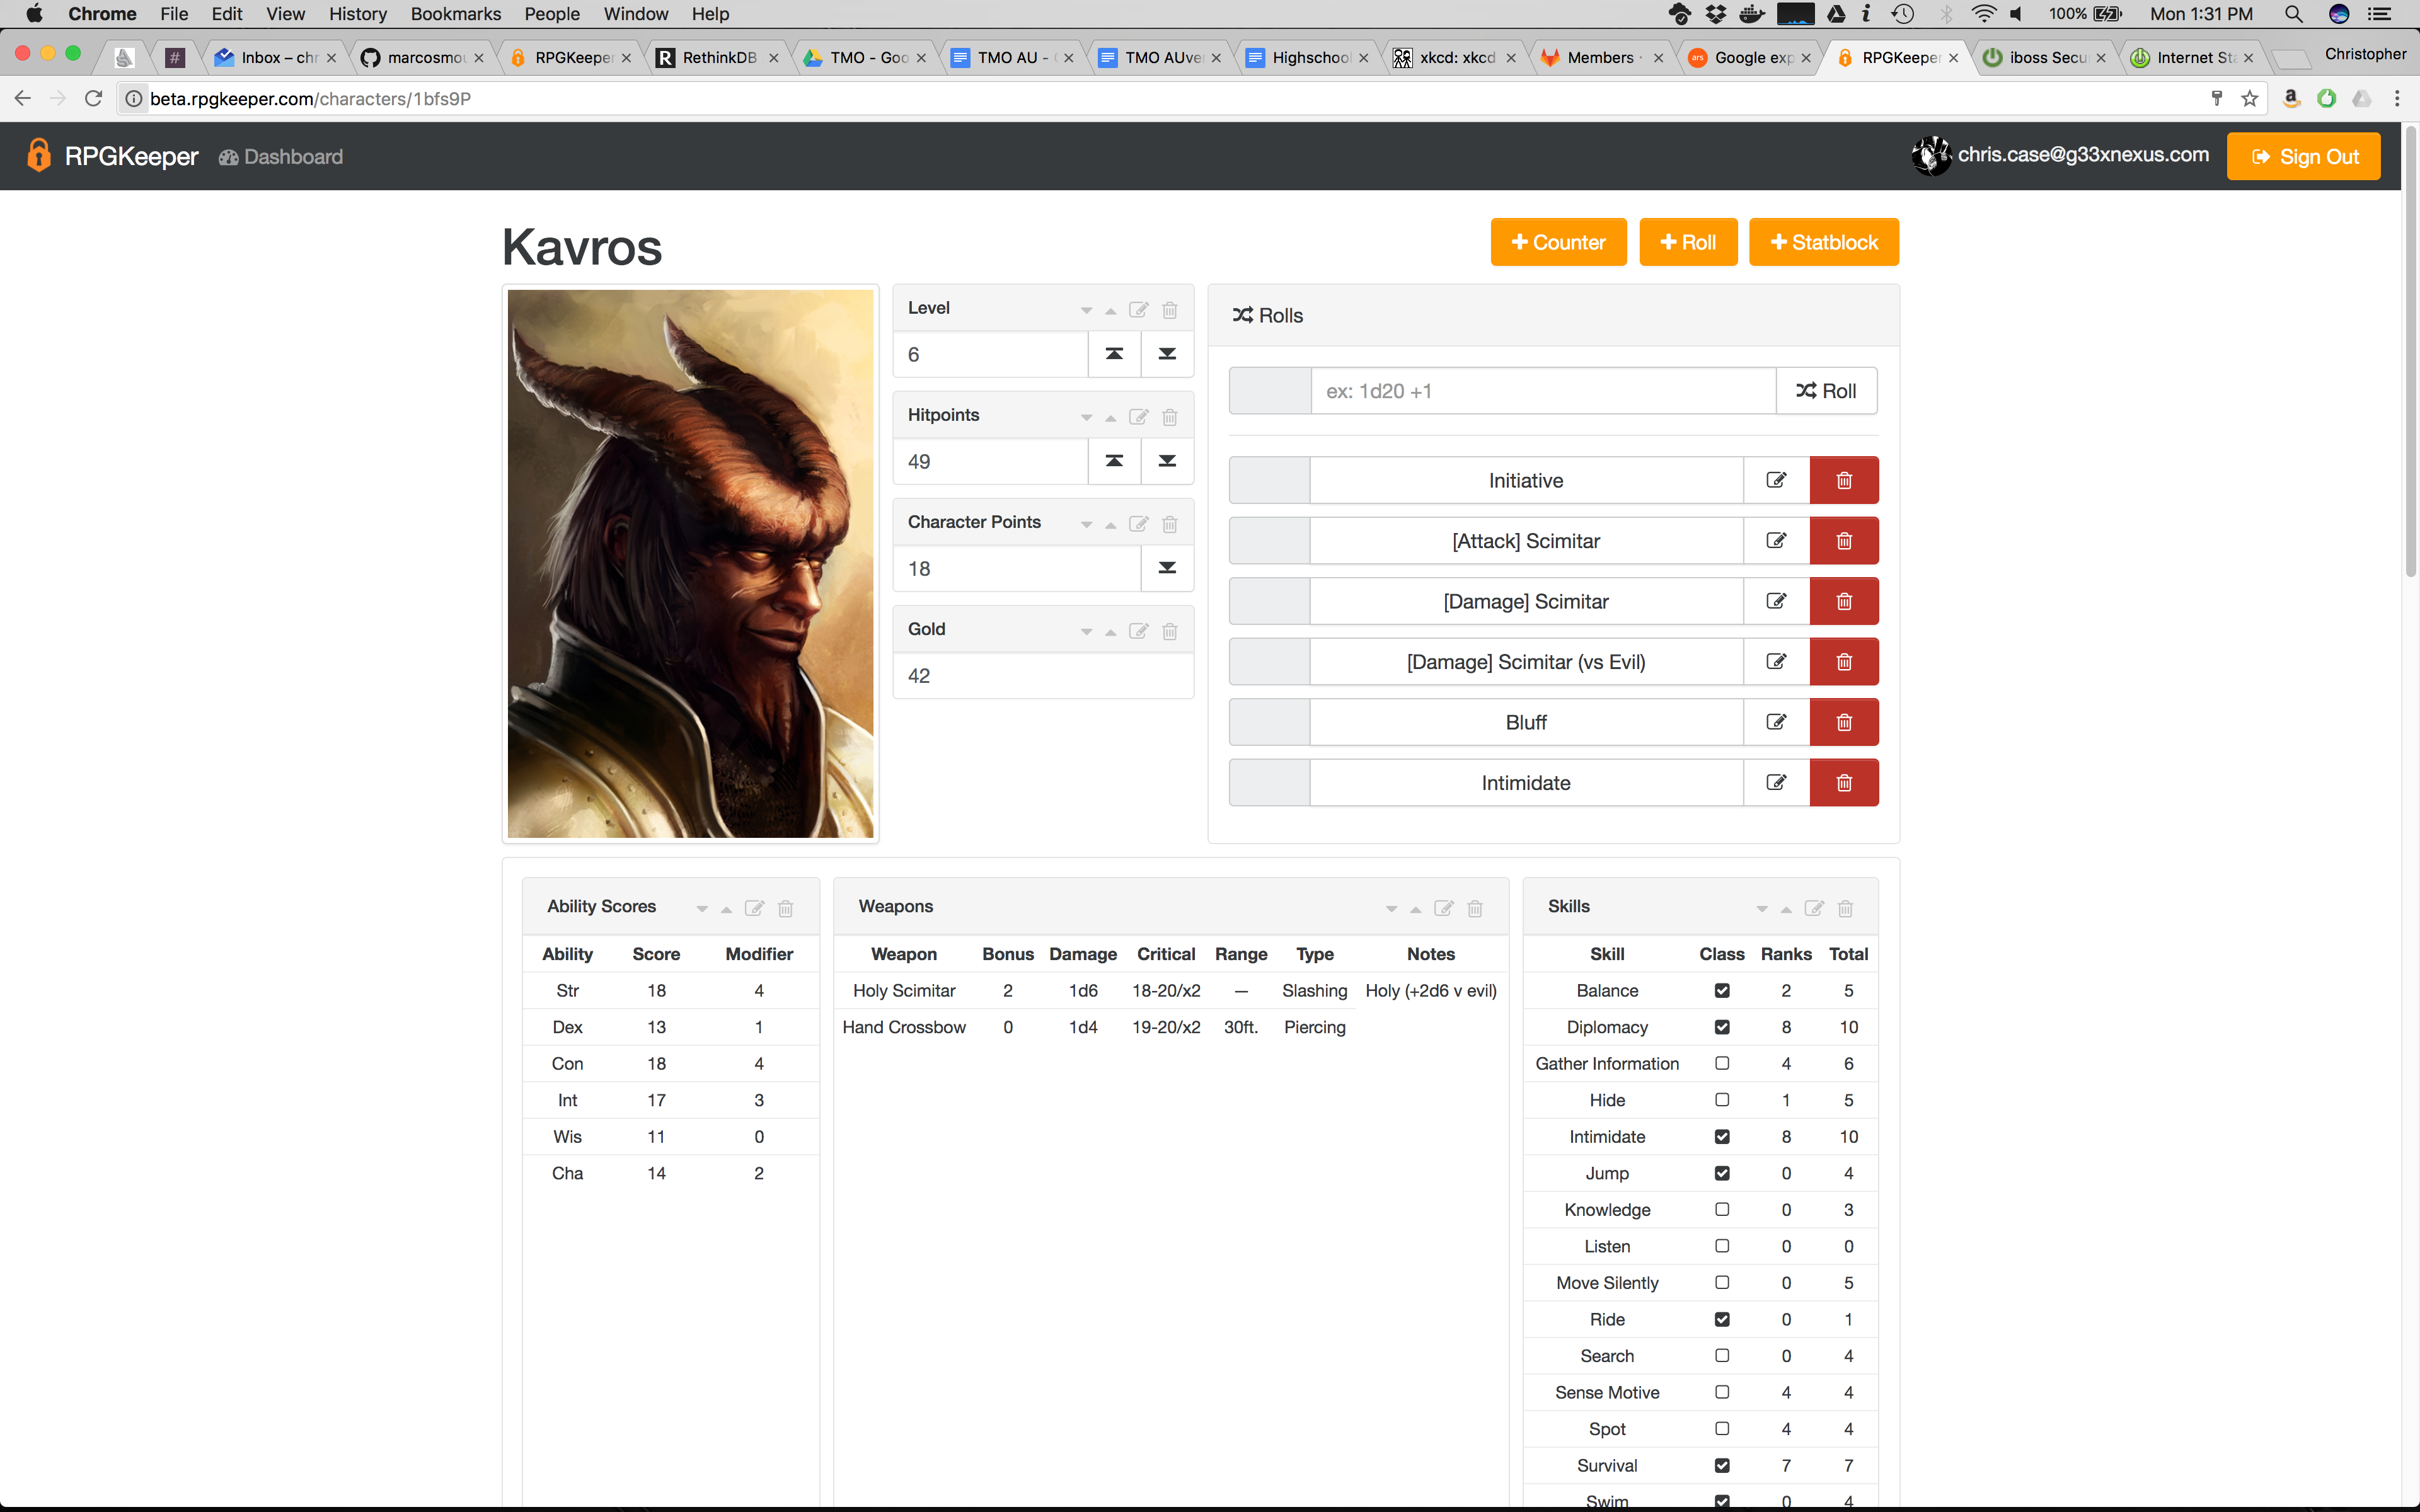 Chrome File Edit View History Bookmarks People Window Help 100% Mon 1:31 PM
Inbox – chr marcosmou RPGKeeper RethinkDB TMO - Goo TMO AU - TMO AUver Highschool xkcd: xkcd Members Google exp RPGKeeper iboss Secu Internet Sta Christopher
beta.rpgkeeper.com/characters/1bfs9P
RPGKeeper Dashboard chris.case@g33xnexus.com Sign Out
Kavros
Counter Roll Statblock
Level
6
Hitpoints
49
Character Points
18
Gold
42
Rolls
ex: 1d20 +1 Roll
Initiative
[Attack] Scimitar
[Damage] Scimitar
[Damage] Scimitar (vs Evil)
Bluff
Intimidate
Ability Scores
Ability Score Modifier
Str 18 4
Dex 13 1
Con 18 4
Int 17 3
Wis 11 0
Cha 14 2
Weapons
Weapon Bonus Damage Critical Range Type Notes
Holy Scimitar 2 1d6 18-20/x2 — Slashing Holy (+2d6 v evil)
Hand Crossbow 0 1d4 19-20/x2 30ft. Piercing
Skills
Skill Class Ranks Total
Balance 2 5
Diplomacy 8 10
Gather Information 4 6
Hide 1 5
Intimidate 8 10
Jump 0 4
Knowledge 0 3
Listen 0 0
Move Silently 0 5
Ride 0 1
Search 0 4
Sense Motive 4 4
Spot 4 4
Survival 7 7
Swim 0 4